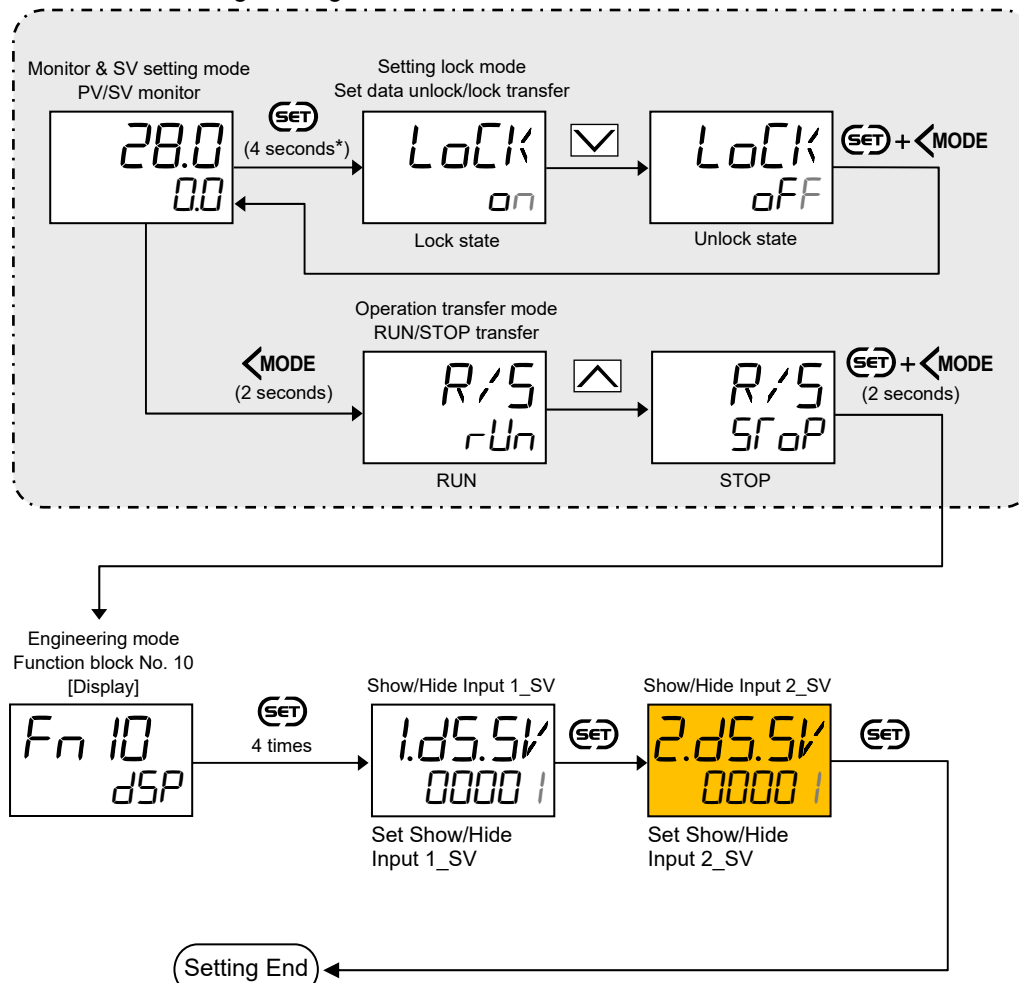 Monitor & SV setting mode
PV/SV monitor
28.0
0.0
SET
(4 seconds*)
Setting lock mode
Set data unlock/lock transfer
LoCK
on
Lock state
LoCK
oFF
Unlock state
SET + <MODE
<MODE
(2 seconds)
Operation transfer mode
RUN/STOP transfer
R/S
rUn
RUN
R/S
SToP
STOP
SET + <MODE
(2 seconds)
Engineering mode
Function block No. 10
[Display]
Fn 10
dSP
SET
4 times
Show/Hide Input 1_SV
1.dS.SV
00001
Set Show/Hide
Input 1_SV
SET
Show/Hide Input 2_SV
2.dS.SV
00001
Set Show/Hide
Input 2_SV
SET
Setting End